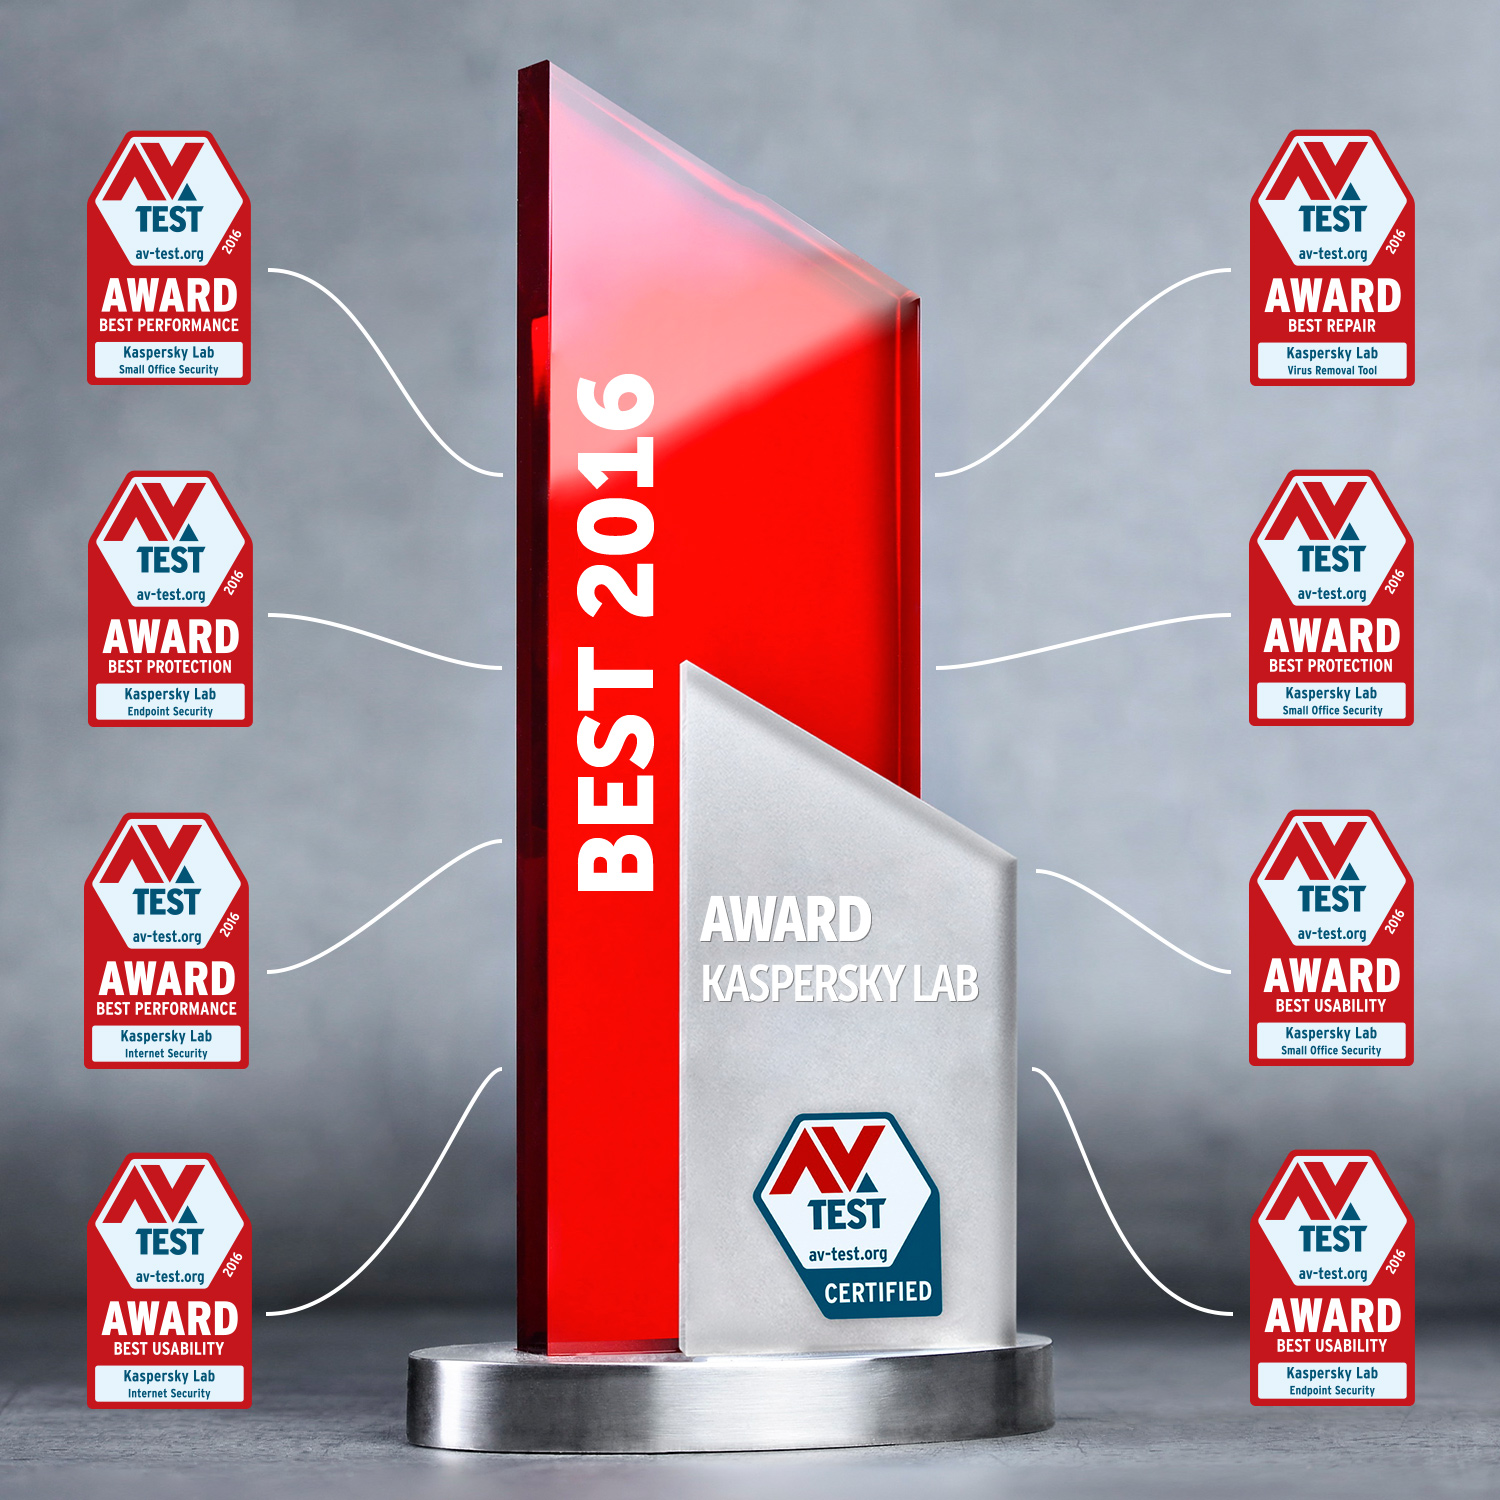 AV
TEST
av-test.org
2016
AWARD
BEST PERFORMANCE
Kaspersky Lab
Small Office Security
AV
TEST
av-test.org
2016
AWARD
BEST PROTECTION
Kaspersky Lab
Endpoint Security
AV
TEST
av-test.org
2016
AWARD
BEST PERFORMANCE
Kaspersky Lab
Internet Security
AV
TEST
av-test.org
2016
AWARD
BEST USABILITY
Kaspersky Lab
Internet Security
BEST 2016
AWARD
KASPERSKY LAB
AV
TEST
av-test.org
CERTIFIED
AV
TEST
av-test.org
2016
AWARD
BEST REPAIR
Kaspersky Lab
Virus Removal Tool
AV
TEST
av-test.org
2016
AWARD
BEST PROTECTION
Kaspersky Lab
Small Office Security
AV
TEST
av-test.org
2016
AWARD
BEST USABILITY
Kaspersky Lab
Small Office Security
AV
TEST
av-test.org
2016
AWARD
BEST USABILITY
Kaspersky Lab
Endpoint Security